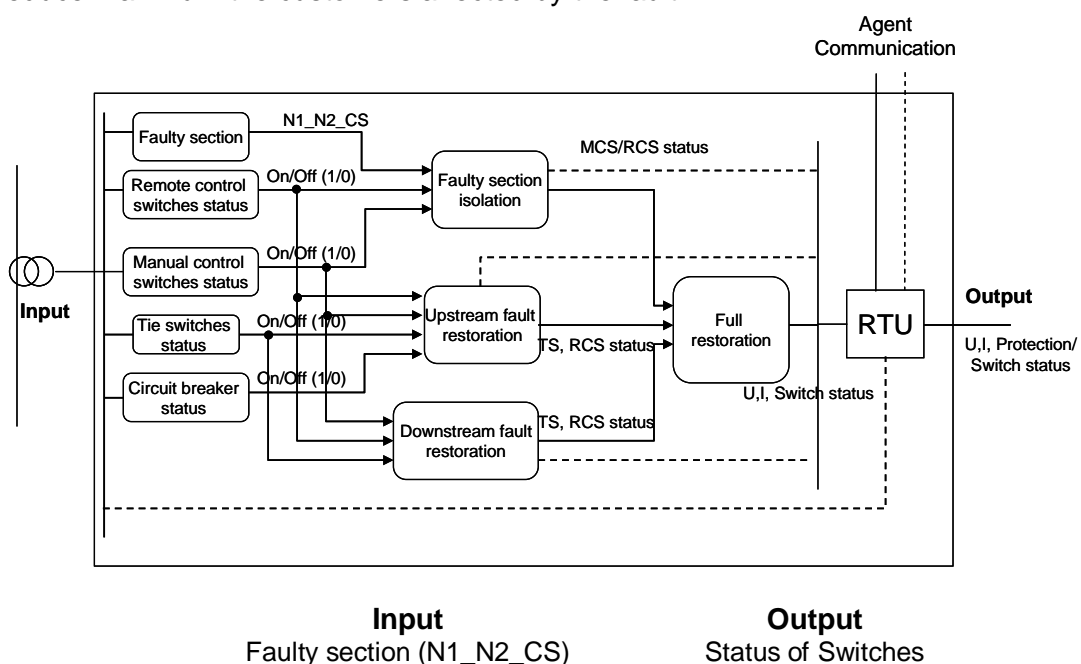 Agent
Communication
Faulty section
N1_N2_CS
MCS/RCS status
Remote control
switches status
On/Off (1/0)
Faulty section
isolation
Manual control
switches status
On/Off (1/0)
Input
Tie switches
status
On/Off (1/0)
Upstream fault
restoration
TS, RCS status
Full
restoration
RTU
Output
U,I, Protection/
Switch status
Circuit breaker
status
On/Off (1/0)
U,I, Switch status
Downstream fault
restoration
TS, RCS status
Input
Output
Faulty section (N1_N2_CS)
Status of Switches